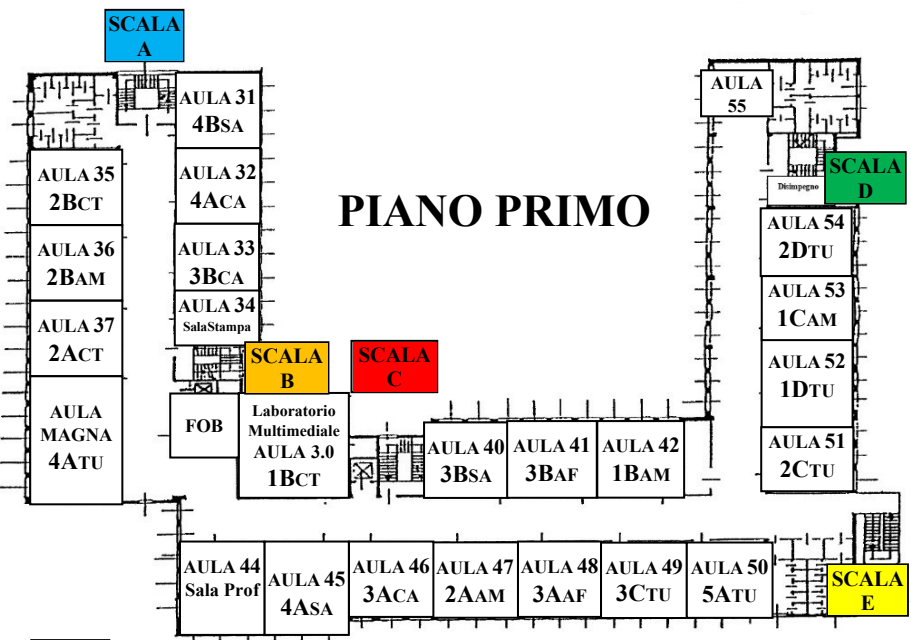 SCALA
A
AULA 31
4BSA
AULA 32
4ACA
AULA 33
3BCA
AULA 34
SalaStampa
AULA 35
2BCT
AULA 36
2BAM
AULA 37
2ACT
AULA
MAGNA
4ATU
PIANO PRIMO
AULA
55
SCALA
D
Disimpegno
AULA 54
2DTU
AULA 53
1CAM
AULA 52
1DTU
AULA 51
2CTU
SCALA
B
SCALA
C
FOB
Laboratorio
Multimediale
AULA 3.0
1BCT
AULA 40
3BSA
AULA 41
3BAF
AULA 42
1BAM
AULA 44
Sala Prof
AULA 45
4ASA
AULA 46
3ACA
AULA 47
2AAM
AULA 48
3AAF
AULA 49
3CTU
AULA 50
5ATU
SCALA
E